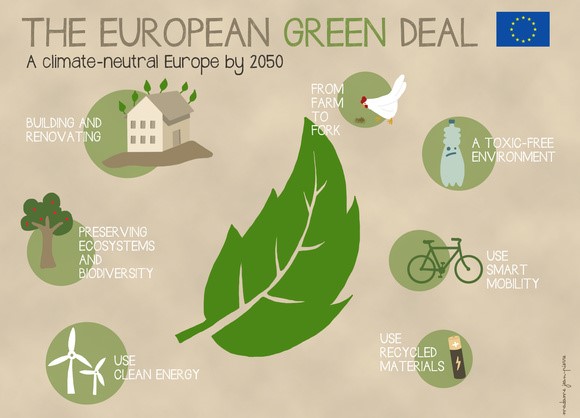 THE EUROPEAN GREEN DEAL
A climate-neutral Europe by 2050
BUILDING AND
RENOVATING
FROM
FARM
TO
FORK
A TOXIC-FREE
ENVIRONMENT
PRESERVING
ECOSYSTEMS
AND
BIODIVERSITY
USE
SMART
MOBILITY
USE
CLEAN ENERGY
USE
RECYCLED
MATERIALS